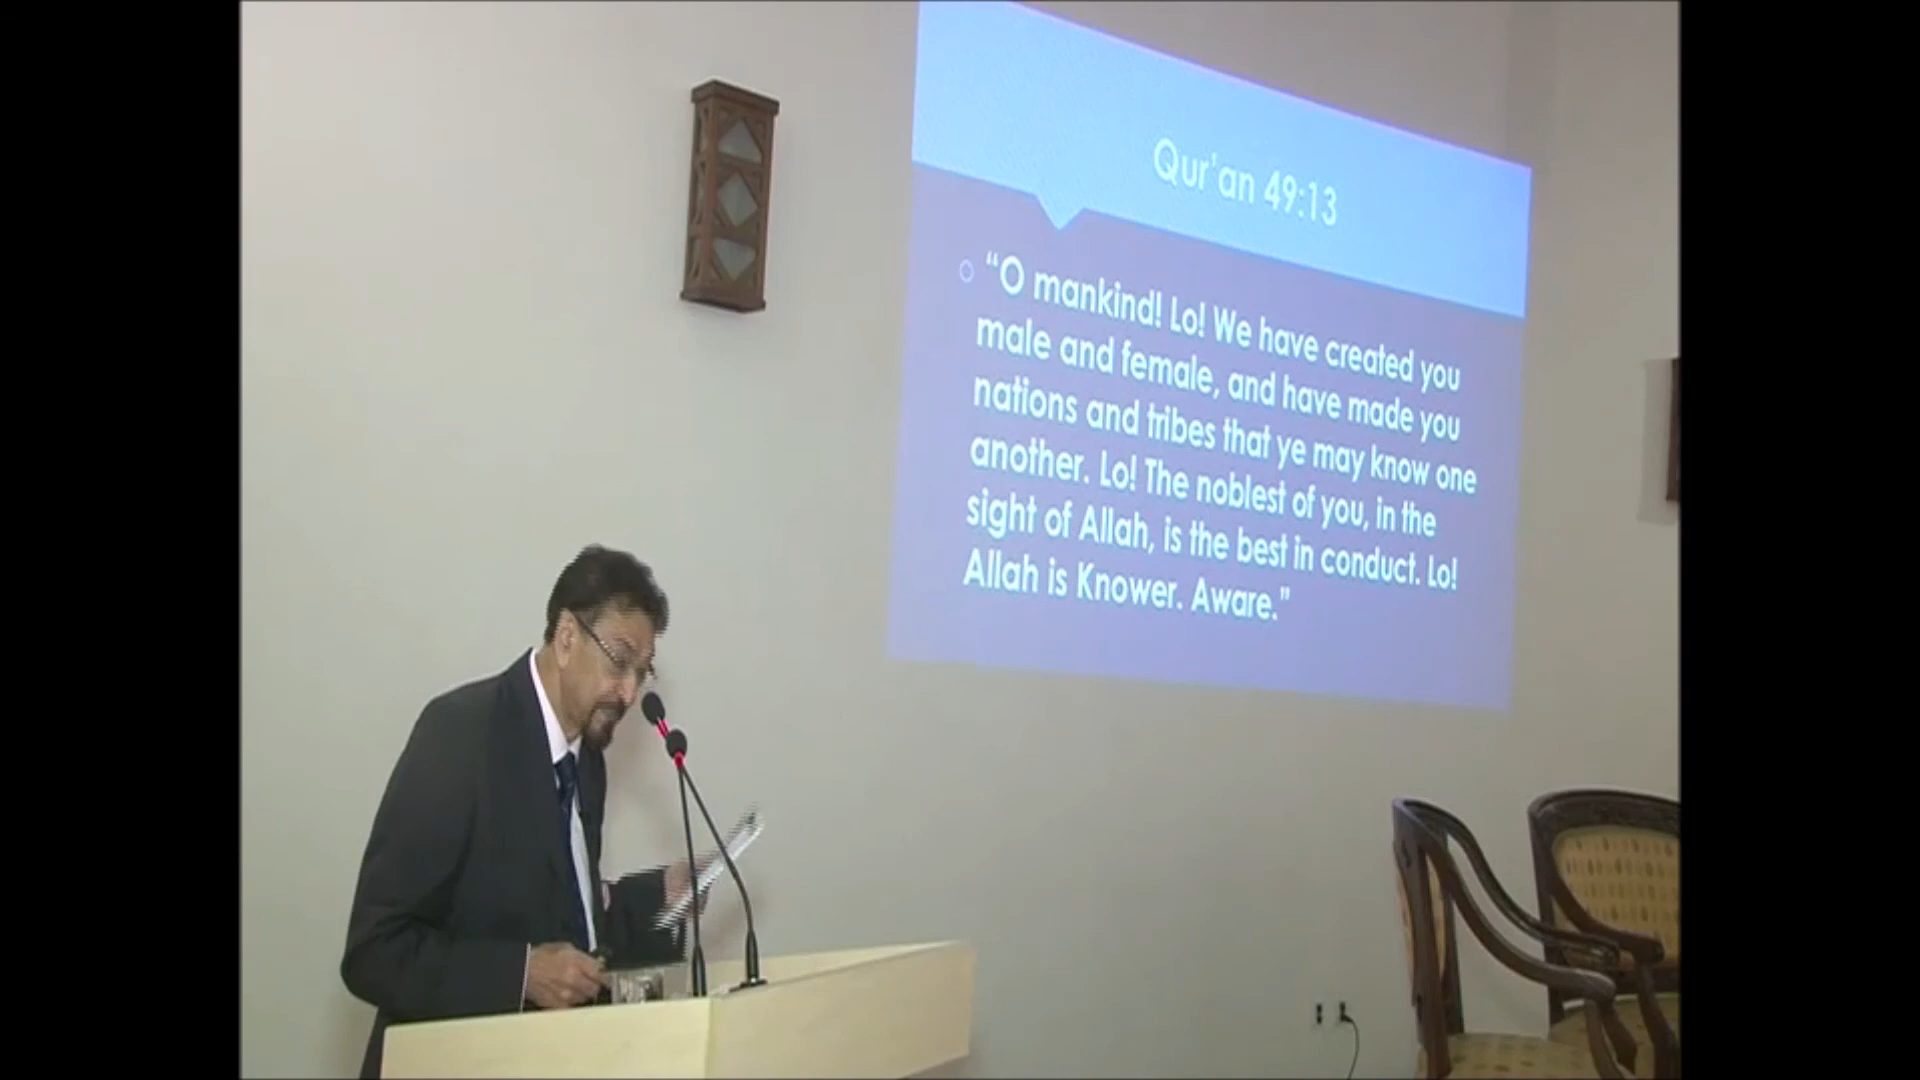 Qur'an 49:13
“O mankind! Lo! We have created you
male and female, and have made you
nations and tribes that ye may know one
another. Lo! The noblest of you, in the
sight of Allah, is the best in conduct. Lo!
Allah is Knower. Aware."